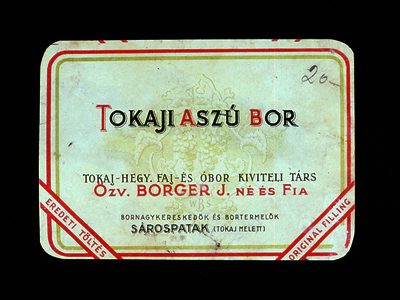 20-
TOKAJI ASZÚ BOR
TOKAJ-HEGY. FAJ-ÉS ÓBOR KIVITELI TÁRS
ÖZV. BORGER J. NÉ ÉS FIA
BORNAGYKERESKEDŐK ÉS BORTERMELŐK
SÁROSPATAK (TOKAJ MELETT)
EREDETI TÖLTÉS
ORIGINAL FILLING